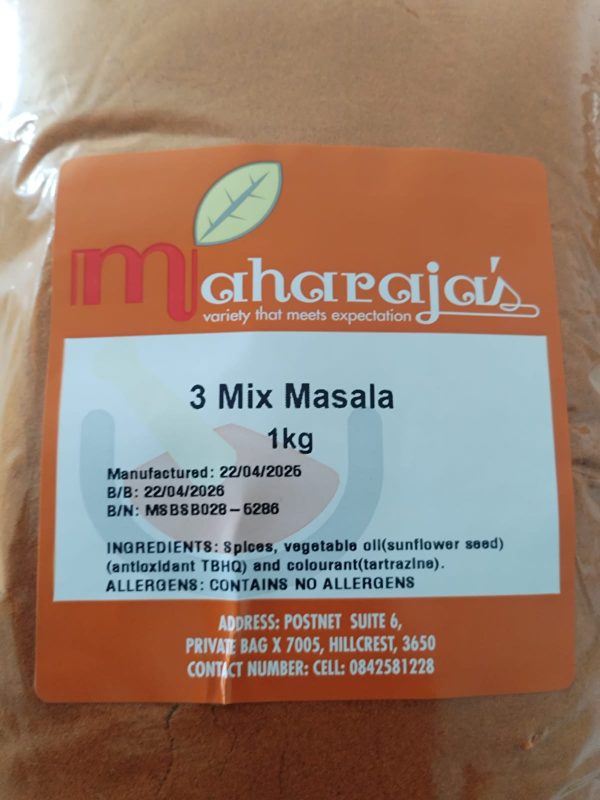 maharaja's
variety that meets expectation
3 Mix Masala
1kg
Manufactured: 22/04/2025
B/B: 22/04/2026
B/N: MSBSB028-5286
INGREDIENTS: Spices, vegetable oil(sunflower seed)
(antioxidant TBHQ) and colourant(tartrazine).
ALLERGENS: CONTAINS NO ALLERGENS
ADDRESS: POSTNET SUITE 6,
PRIVATE BAG X 7005, HILLCREST, 3650
CONTACT NUMBER: CELL: 0842581228